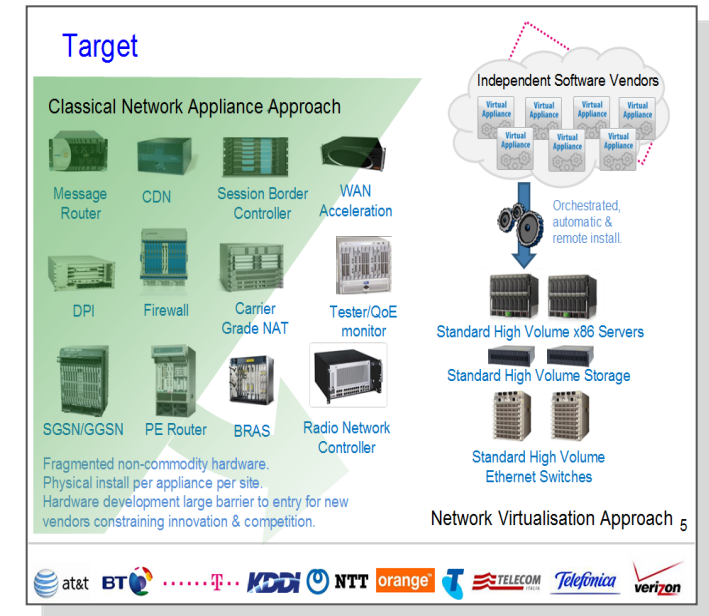 Target
Classical Network Appliance Approach
Message
Router
CDN
Session Border
Controller
WAN
Acceleration
DPI
Firewall
Carrier
Grade NAT
Tester/QoE
monitor
SGSN/GGSN
PE Router
BRAS
Radio Network
Controller
Fragmented non-commodity hardware.
Physical install per appliance per site.
Hardware development large barrier to entry for new
vendors constraining innovation & competition.
Independent Software Vendors
Virtual
Appliance
Virtual
Appliance
Virtual
Appliance
Virtual
Appliance
Virtual
Appliance
Virtual
Appliance
Virtual
Appliance
Orchestrated,
automatic &
remote install.
Standard High Volume x86 Servers
Standard High Volume Storage
Standard High Volume
Ethernet Switches
Network Virtualisation Approach
5
at&t
BT
T
KDDI
NTT
orange
T
TELECOM
ITALIA
Telefónica
verizon